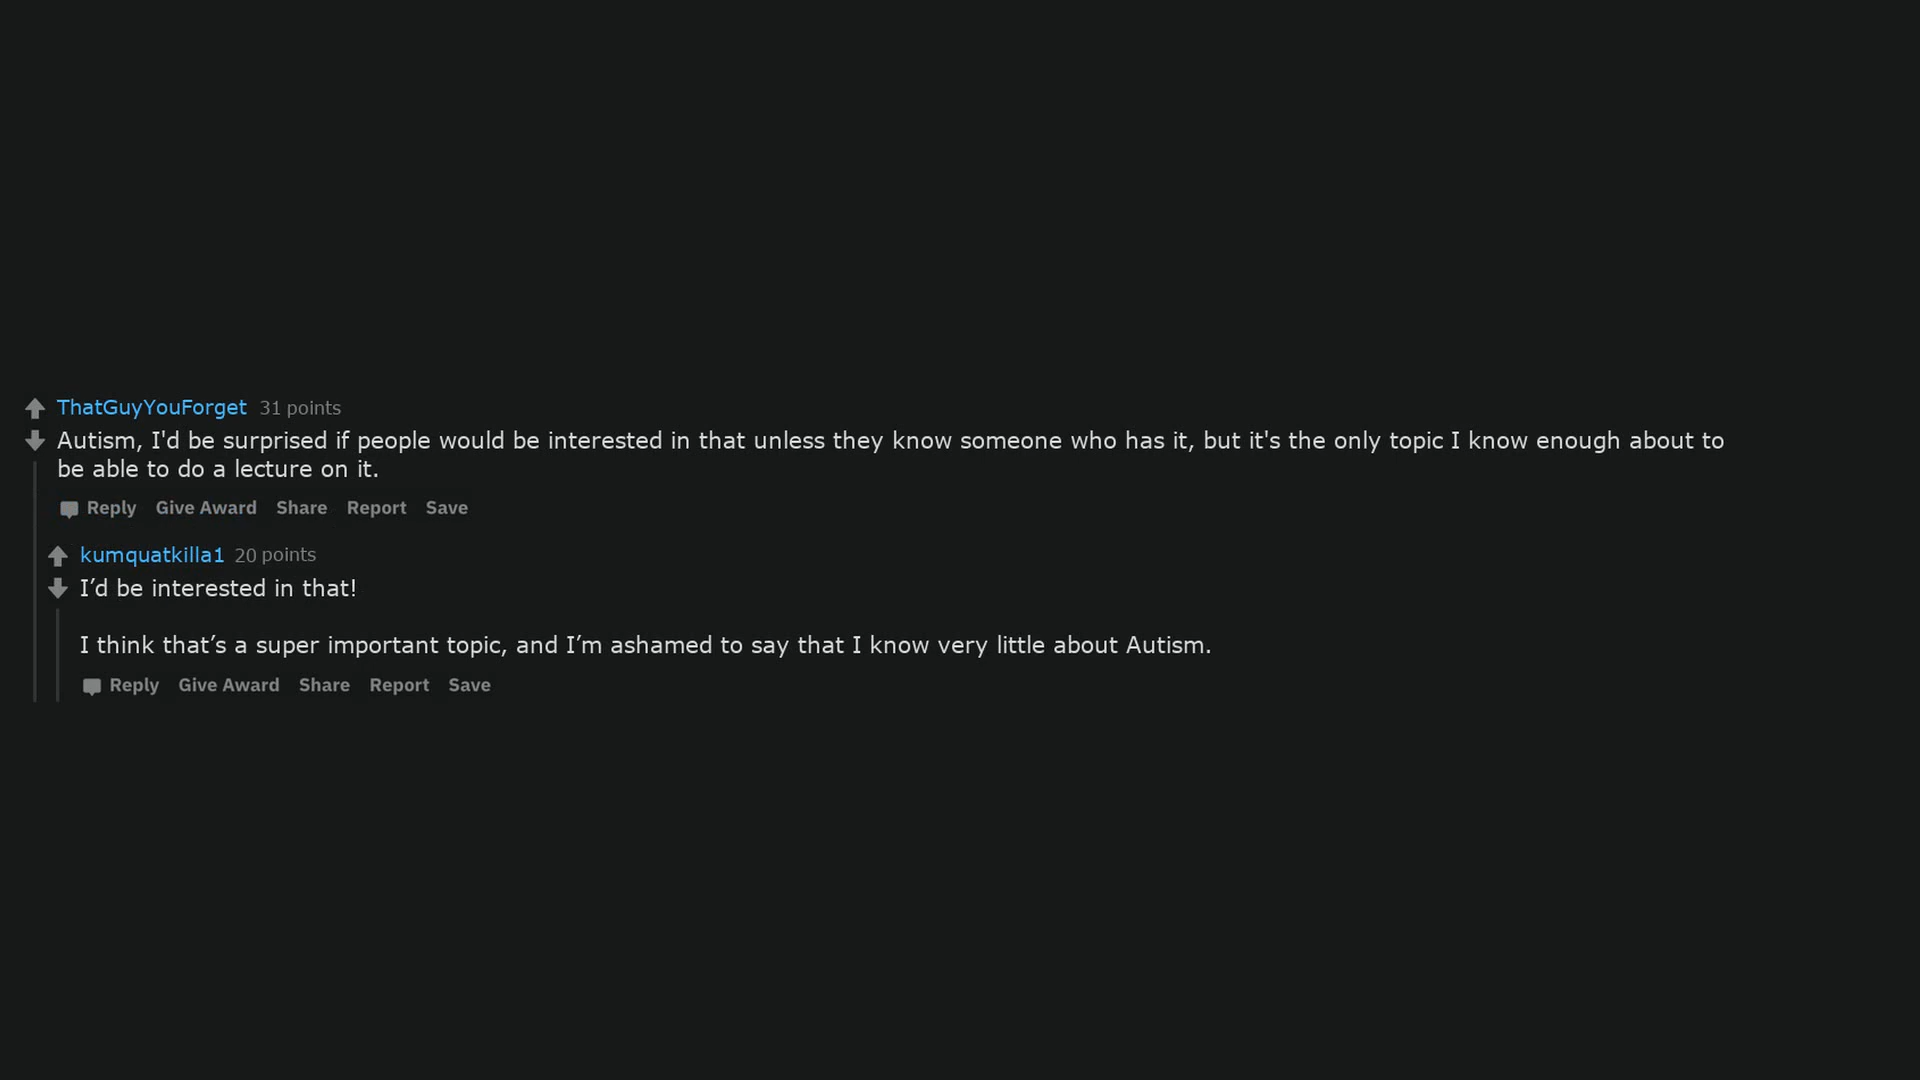 ThatGuyYouForget 31 points
Autism, I'd be surprised if people would be interested in that unless they know someone who has it, but it's the only topic I know enough about to
be able to do a lecture on it.
Reply Give Award Share Report Save
kumquatkilla1 20 points
I’d be interested in that!
I think that’s a super important topic, and I’m ashamed to say that I know very little about Autism.
Reply Give Award Share Report Save